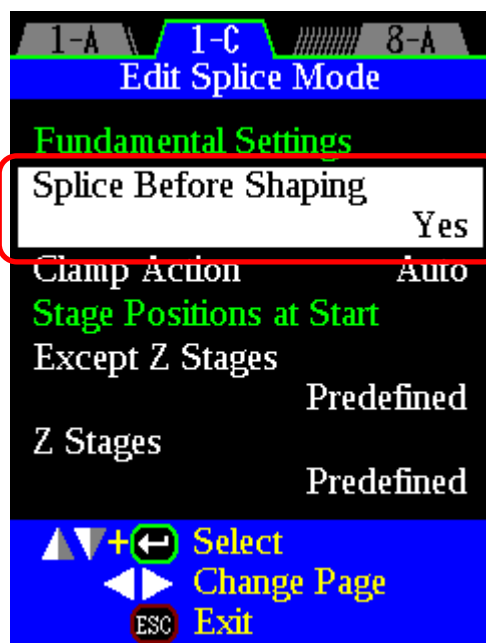 1-A 1-C 8-A
Edit Splice Mode
Fundamental Settings
Splice Before Shaping
Yes
Clamp Action Auto
Stage Positions at Start
Except Z Stages
Predefined
Z Stages
Predefined
+ Select
Change Page
ESC Exit